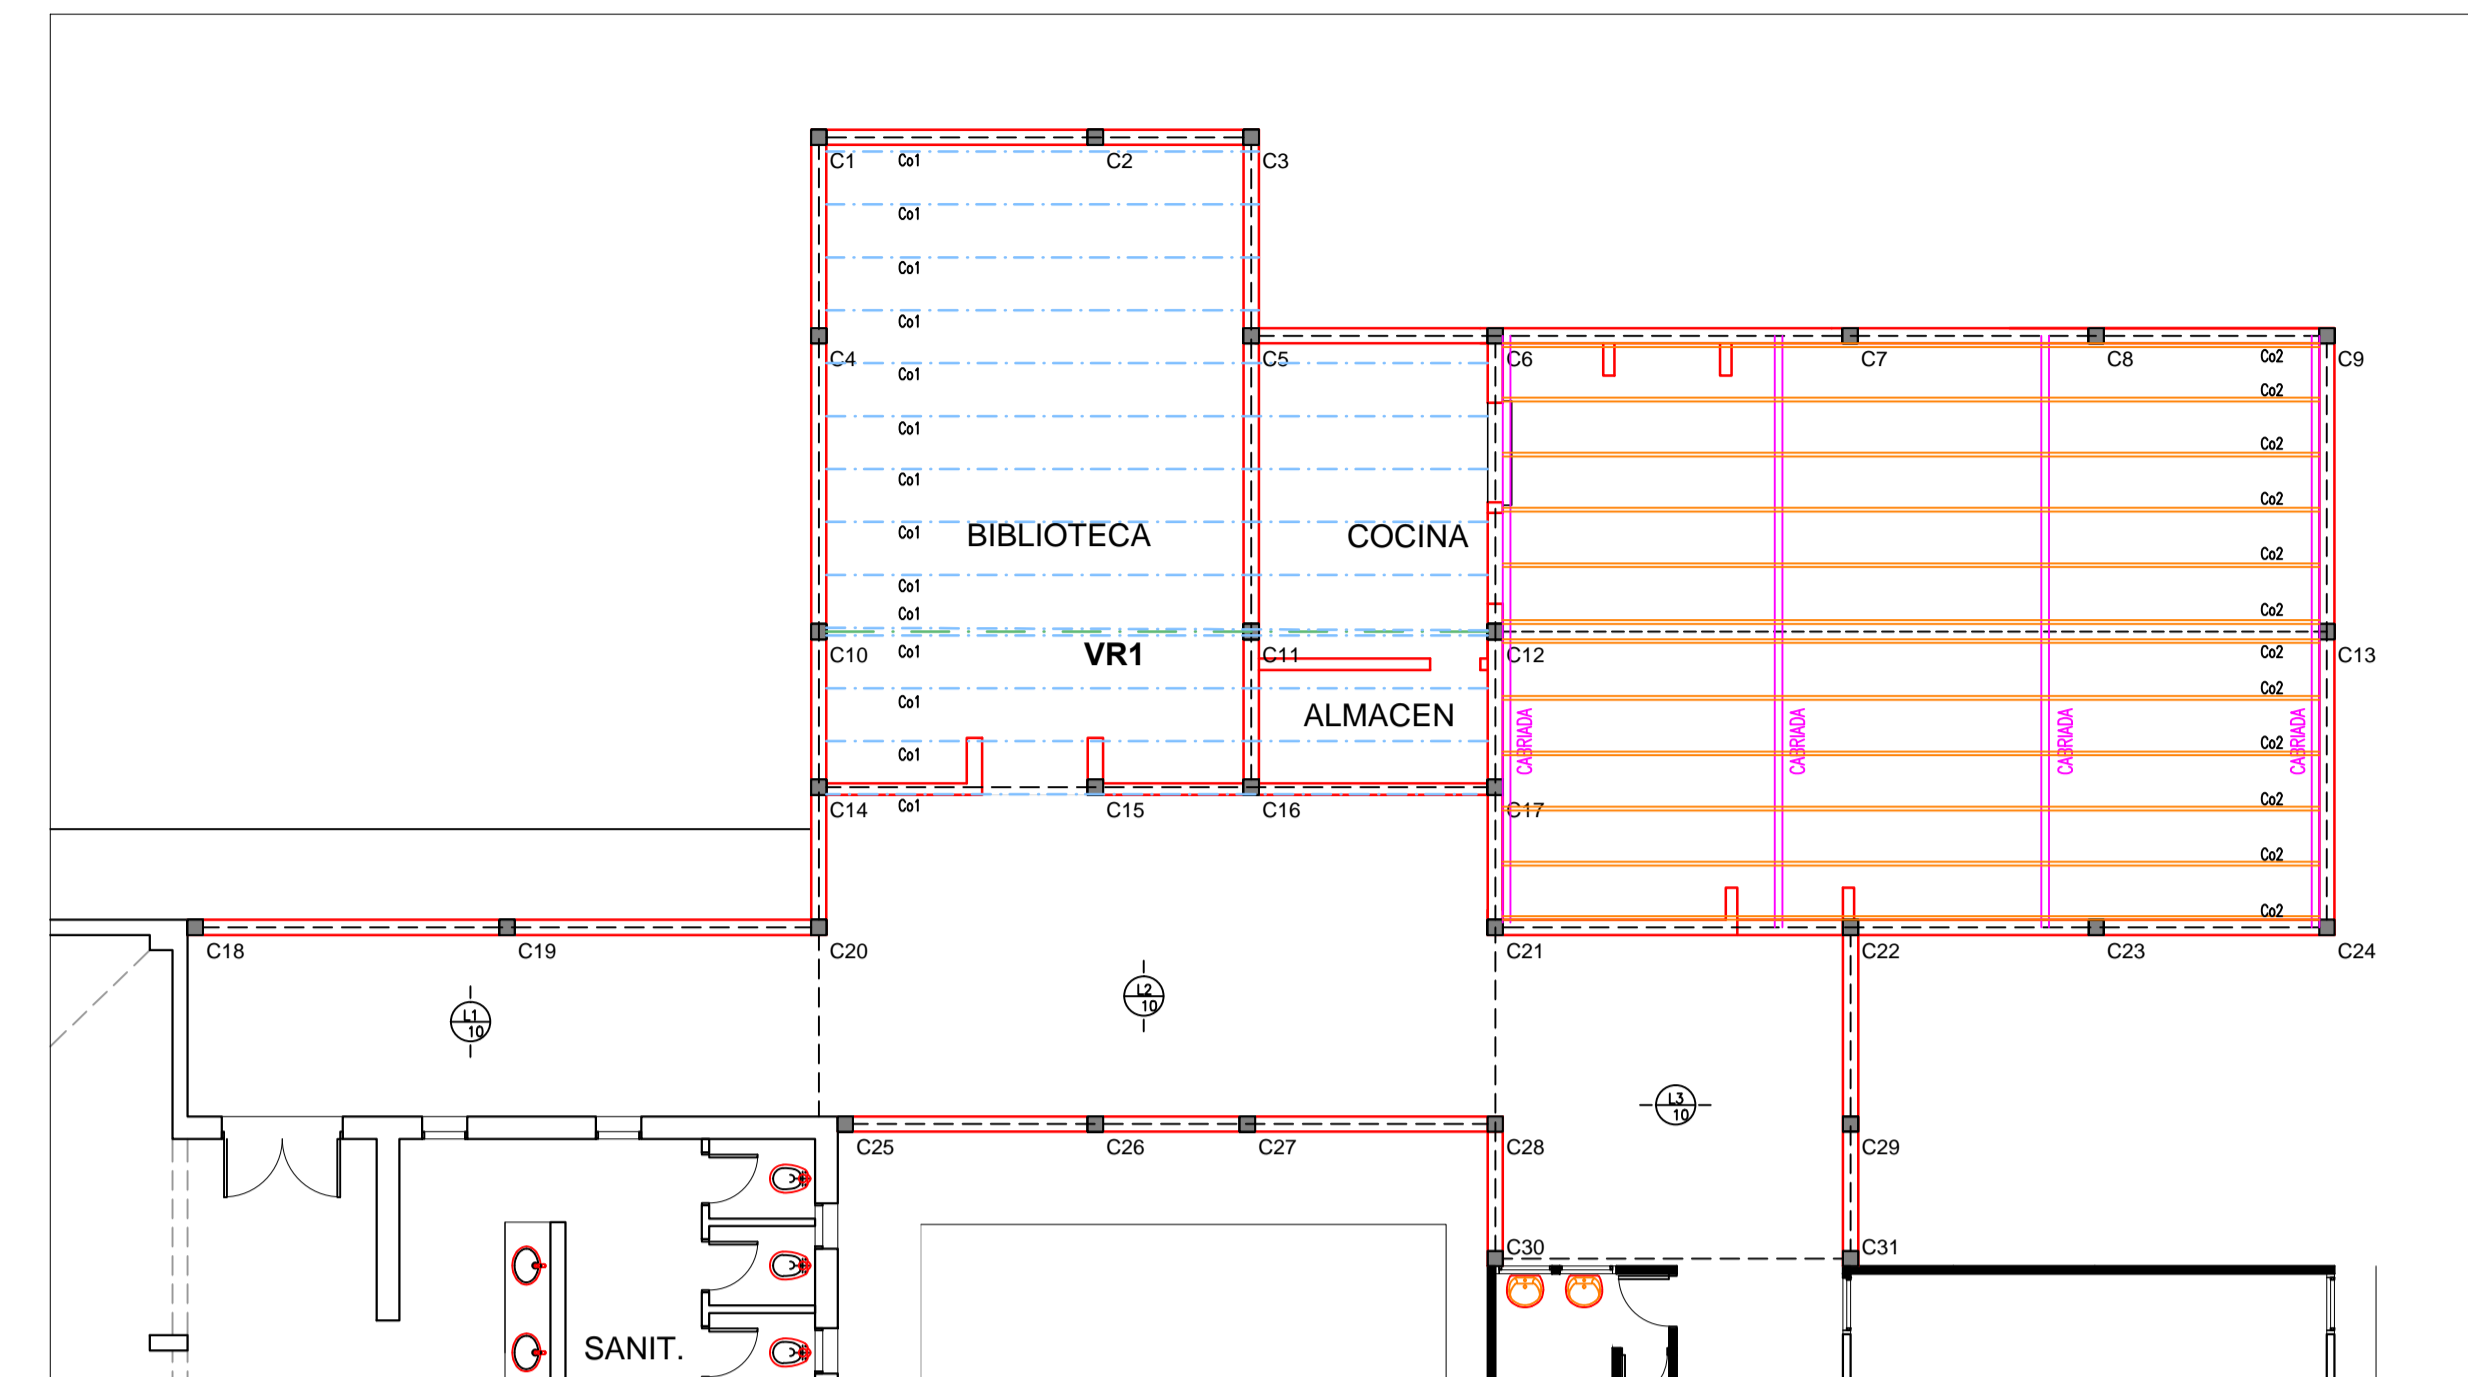 C1 Co1 C2 C3
Co1
Co1
Co1
C4 C5 C6 C7 C8 Co2 C9
Co1
Co2
Co1
Co2
Co1
Co2
BIBLIOTECA COCINA
Co1
Co2
Co1
Co1
Co2
C10 Co1 VR1 C11 C12 Co2 C13
Co1
Co2
ALMACEN
CABRIADA CABRIADA CABRIADA CABRIADA
Co1
Co2
C14 Co1 C15 C16 C17 Co2
Co2
Co2
C18 C19 C20 C21 C22 C23 C24
L2
10
L1
10
L3
10
C25 C26 C27 C28 C29
C30 C31
SANIT.